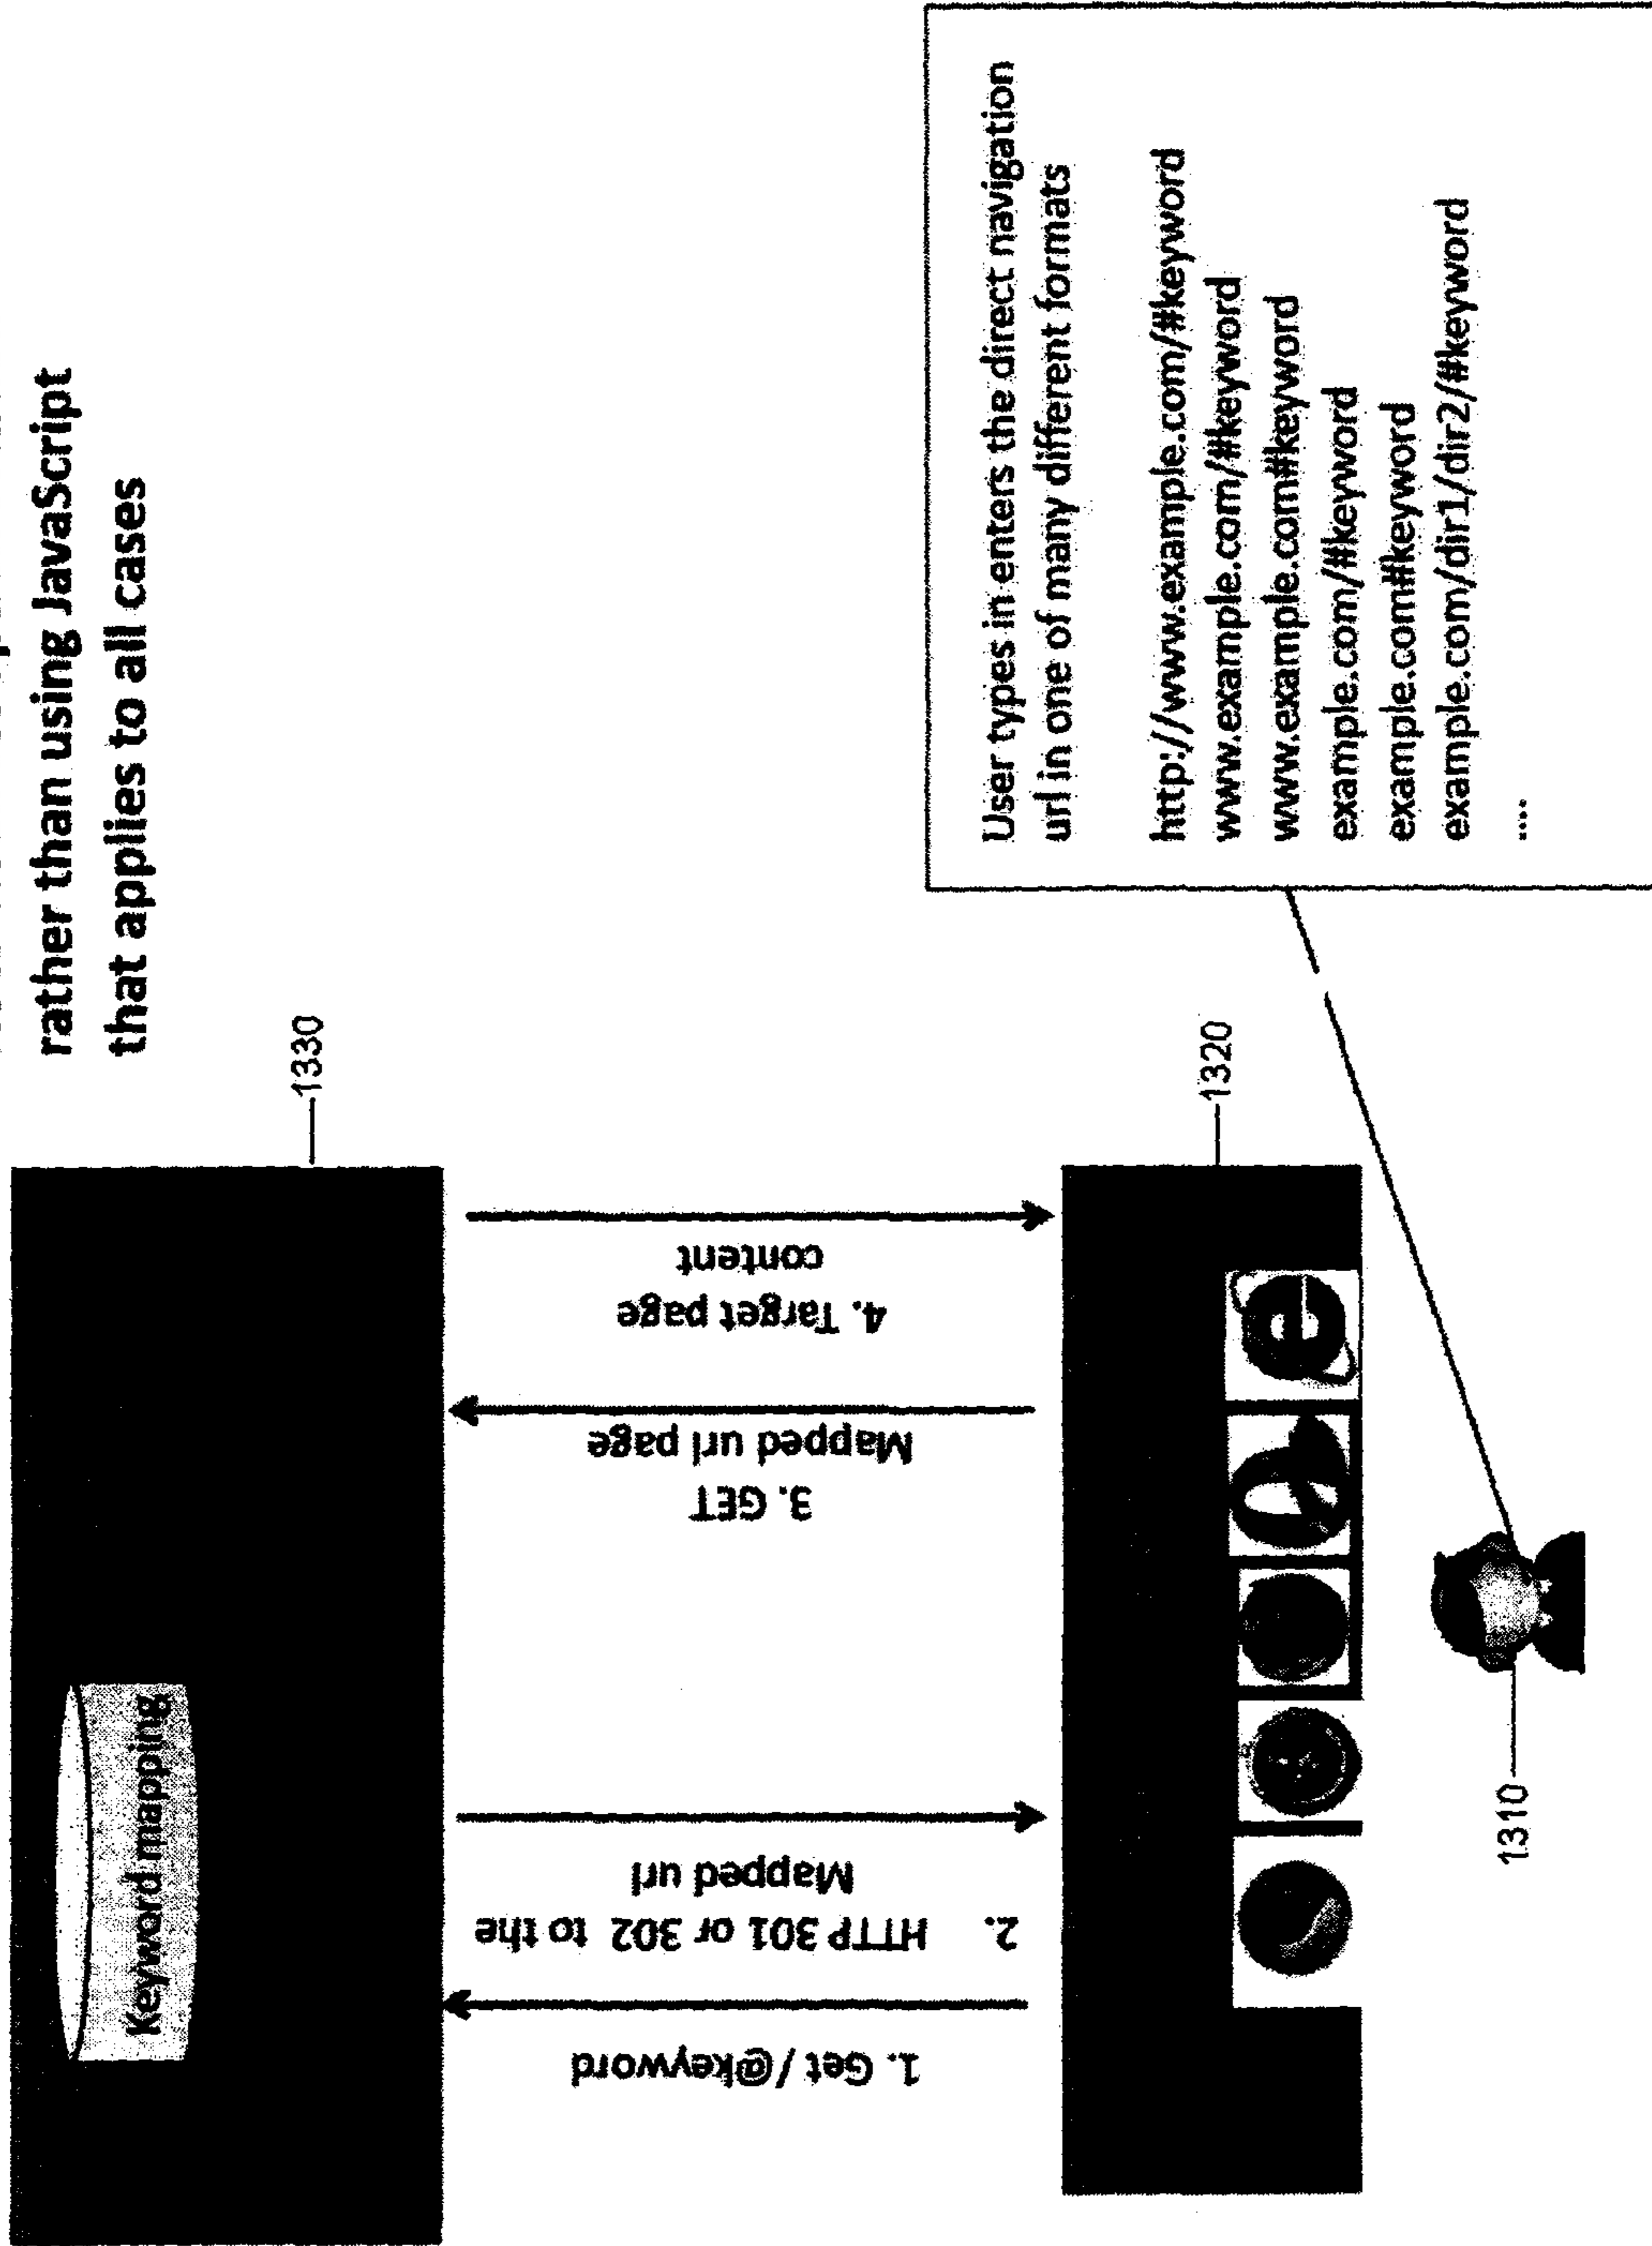 rather than using JavaScript
that applies to all cases
1330
Keyword mapping
1. Get /@keyword
2. HTTP 301 or 302 to the
Mapped url
3. GET
Mapped url page
4. Target page
content
1320
1310
User types in enters the direct navigation
url in one of many different formats
http://www.example.com/#keyword
www.example.com/#keyword
www.example.com#keyword
example.com/#keyword
example.com#keyword
example.com/dir1/dir2/#keyword
....